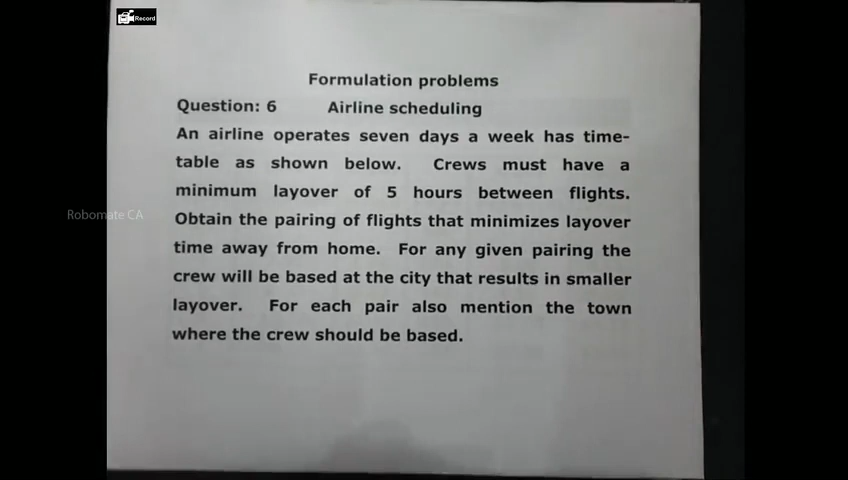 Record
Formulation problems
Question: 6 Airline scheduling
An airline operates seven days a week has time-
table as shown below. Crews must have a
minimum layover of 5 hours between flights.
Obtain the pairing of flights that minimizes layover
time away from home. For any given pairing the
crew will be based at the city that results in smaller
layover. For each pair also mention the town
where the crew should be based.
Robomate CA